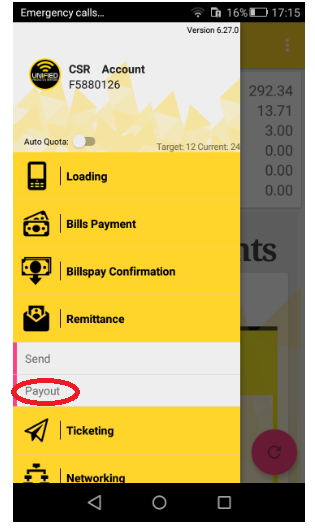 Emergency calls... 16% 17:15
Version 6.27.0
UNIFIED
CSR Account
F5880126
Auto Quota:
Target: 12 Current: 24
292.34
13.71
3.00
0.00
0.00
0.00
Loading
Bills Payment
nts
Billspay Confirmation
Remittance
Send
Payout
Ticketing
Networking